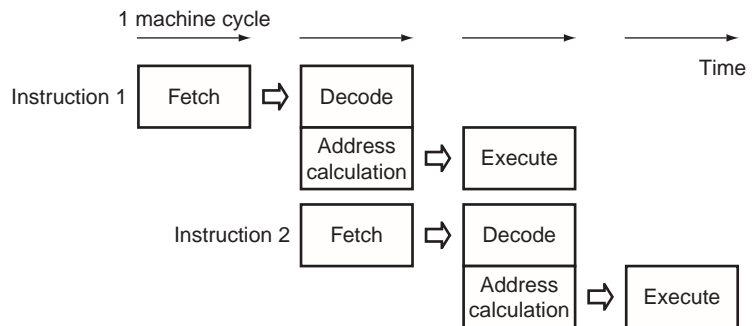 1 machine cycle
Time
Instruction 1
Fetch
Decode
Address
calculation
Execute
Instruction 2
Fetch
Decode
Address
calculation
Execute